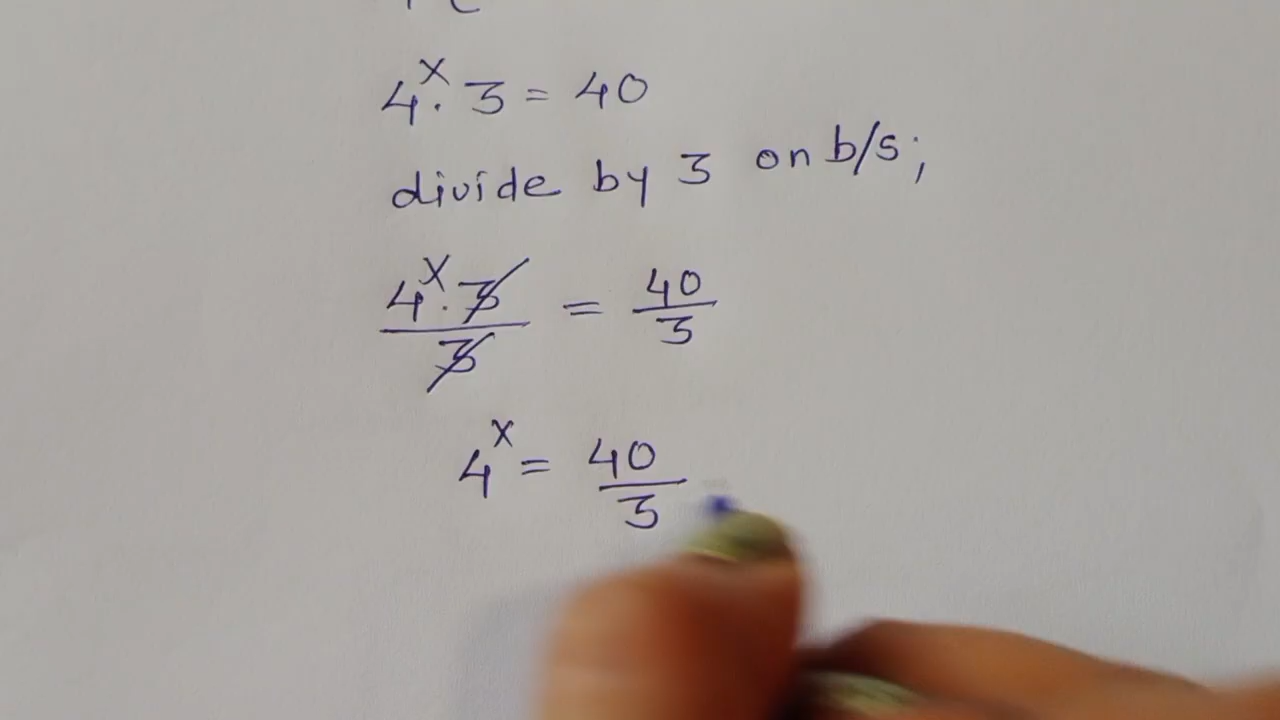 4^x · 3 = 40
divide by 3 on b/s;
4^x · 3 / 3 = 40 / 3
4^x = 40 / 3